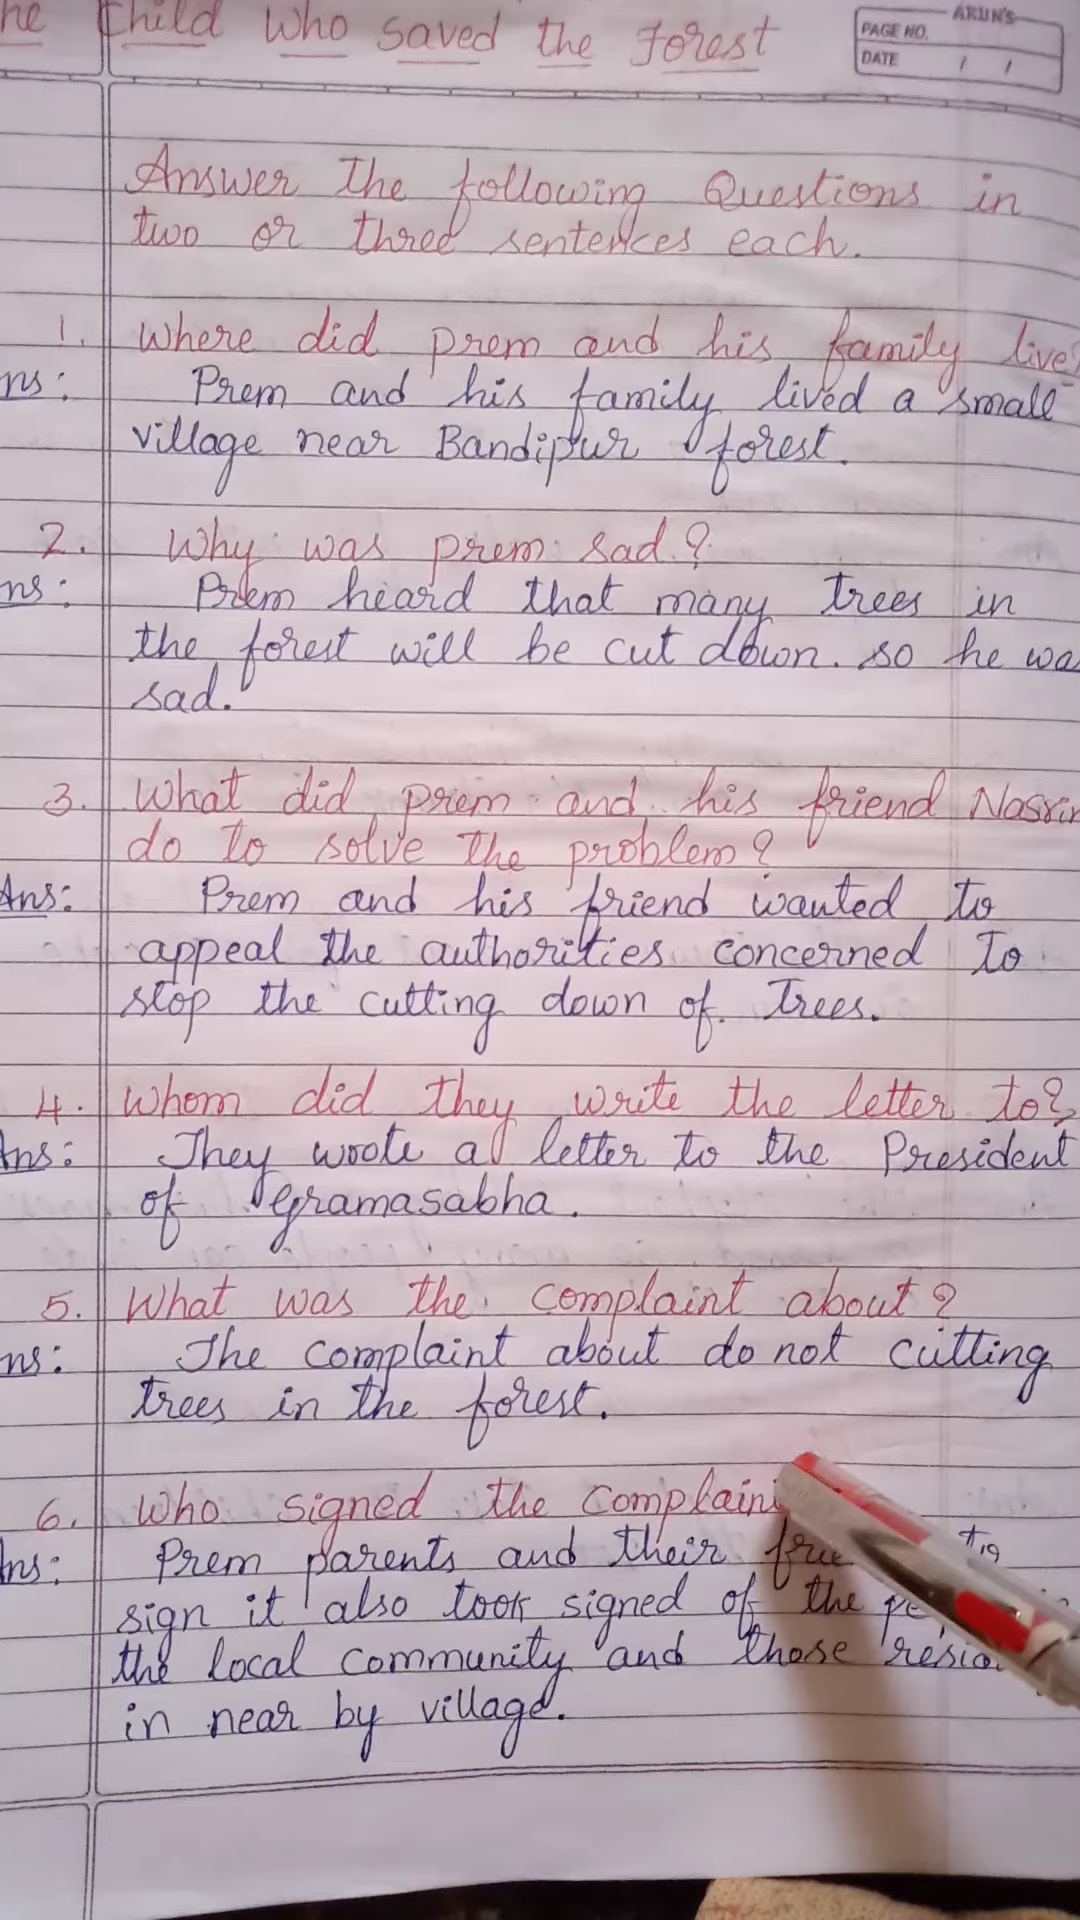 he Child who saved the Forest
ARUN'S
PAGE NO.
DATE / /
Answer The following Questions in
two or three sentences each.
1. Where did prem and his family live?
ns: Prem and his family lived a small
village near Bandipur forest.
2. Why was prem sad?
ns: Prem heard that many trees in
the forest will be cut down. so he wa
sad.
3. What did prem and his friend Nasrin
do to solve the problem?
Ans: Prem and his friend wanted to
appeal the authorities concerned to
stop the cutting down of Trees.
4. Whom did they write the letter to?
Ans: They wrote a letter to the President
of gramasabha.
5. What was the complaint about?
ns: The complaint about do not cutting
trees in the forest.
6. Who signed the complain
Ans: Prem parents and their
sign it also took signed of the
the local community and those
in near by village.